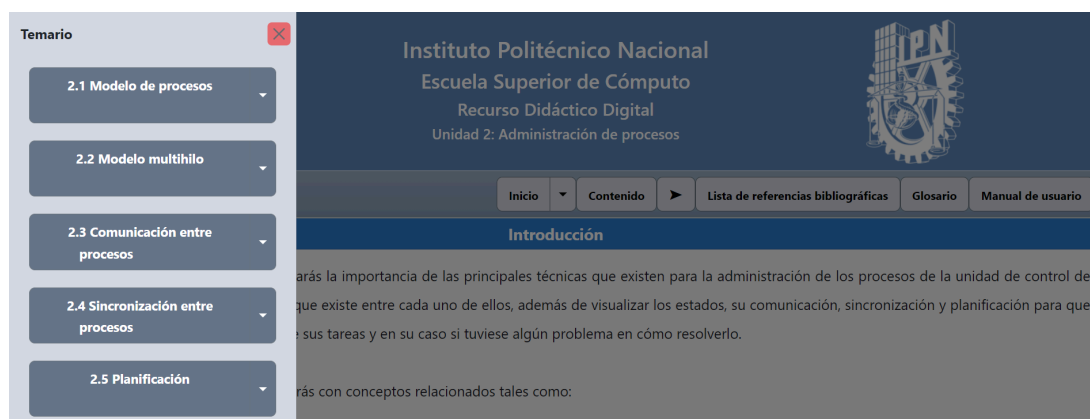 Temario
2.1 Modelo de procesos
2.2 Modelo multihilo
2.3 Comunicación entre
procesos
2.4 Sincronización entre
procesos
2.5 Planificación
Instituto Politécnico Nacional
Escuela Superior de Cómputo
Recurso Didáctico Digital
Unidad 2: Administración de procesos
IPN
Inicio
Contenido
Lista de referencias bibliográficas
Glosario
Manual de usuario
Introducción
arás la importancia de las principales técnicas que existen para la administración de los procesos de la unidad de control de
que existe entre cada uno de ellos, además de visualizar los estados, su comunicación, sincronización y planificación para que
sus tareas y en su caso si tuviese algún problema en cómo resolverlo.
rás con conceptos relacionados tales como: